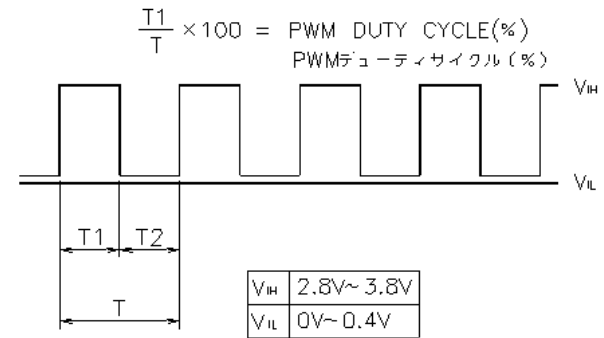 T1/T ×100 = PWM DUTY CYCLE(%)
PWMデューティサイクル(%)
VIH
VIL
T1 T2
T
VIH 2.8V~3.8V
VIL 0V~0.4V